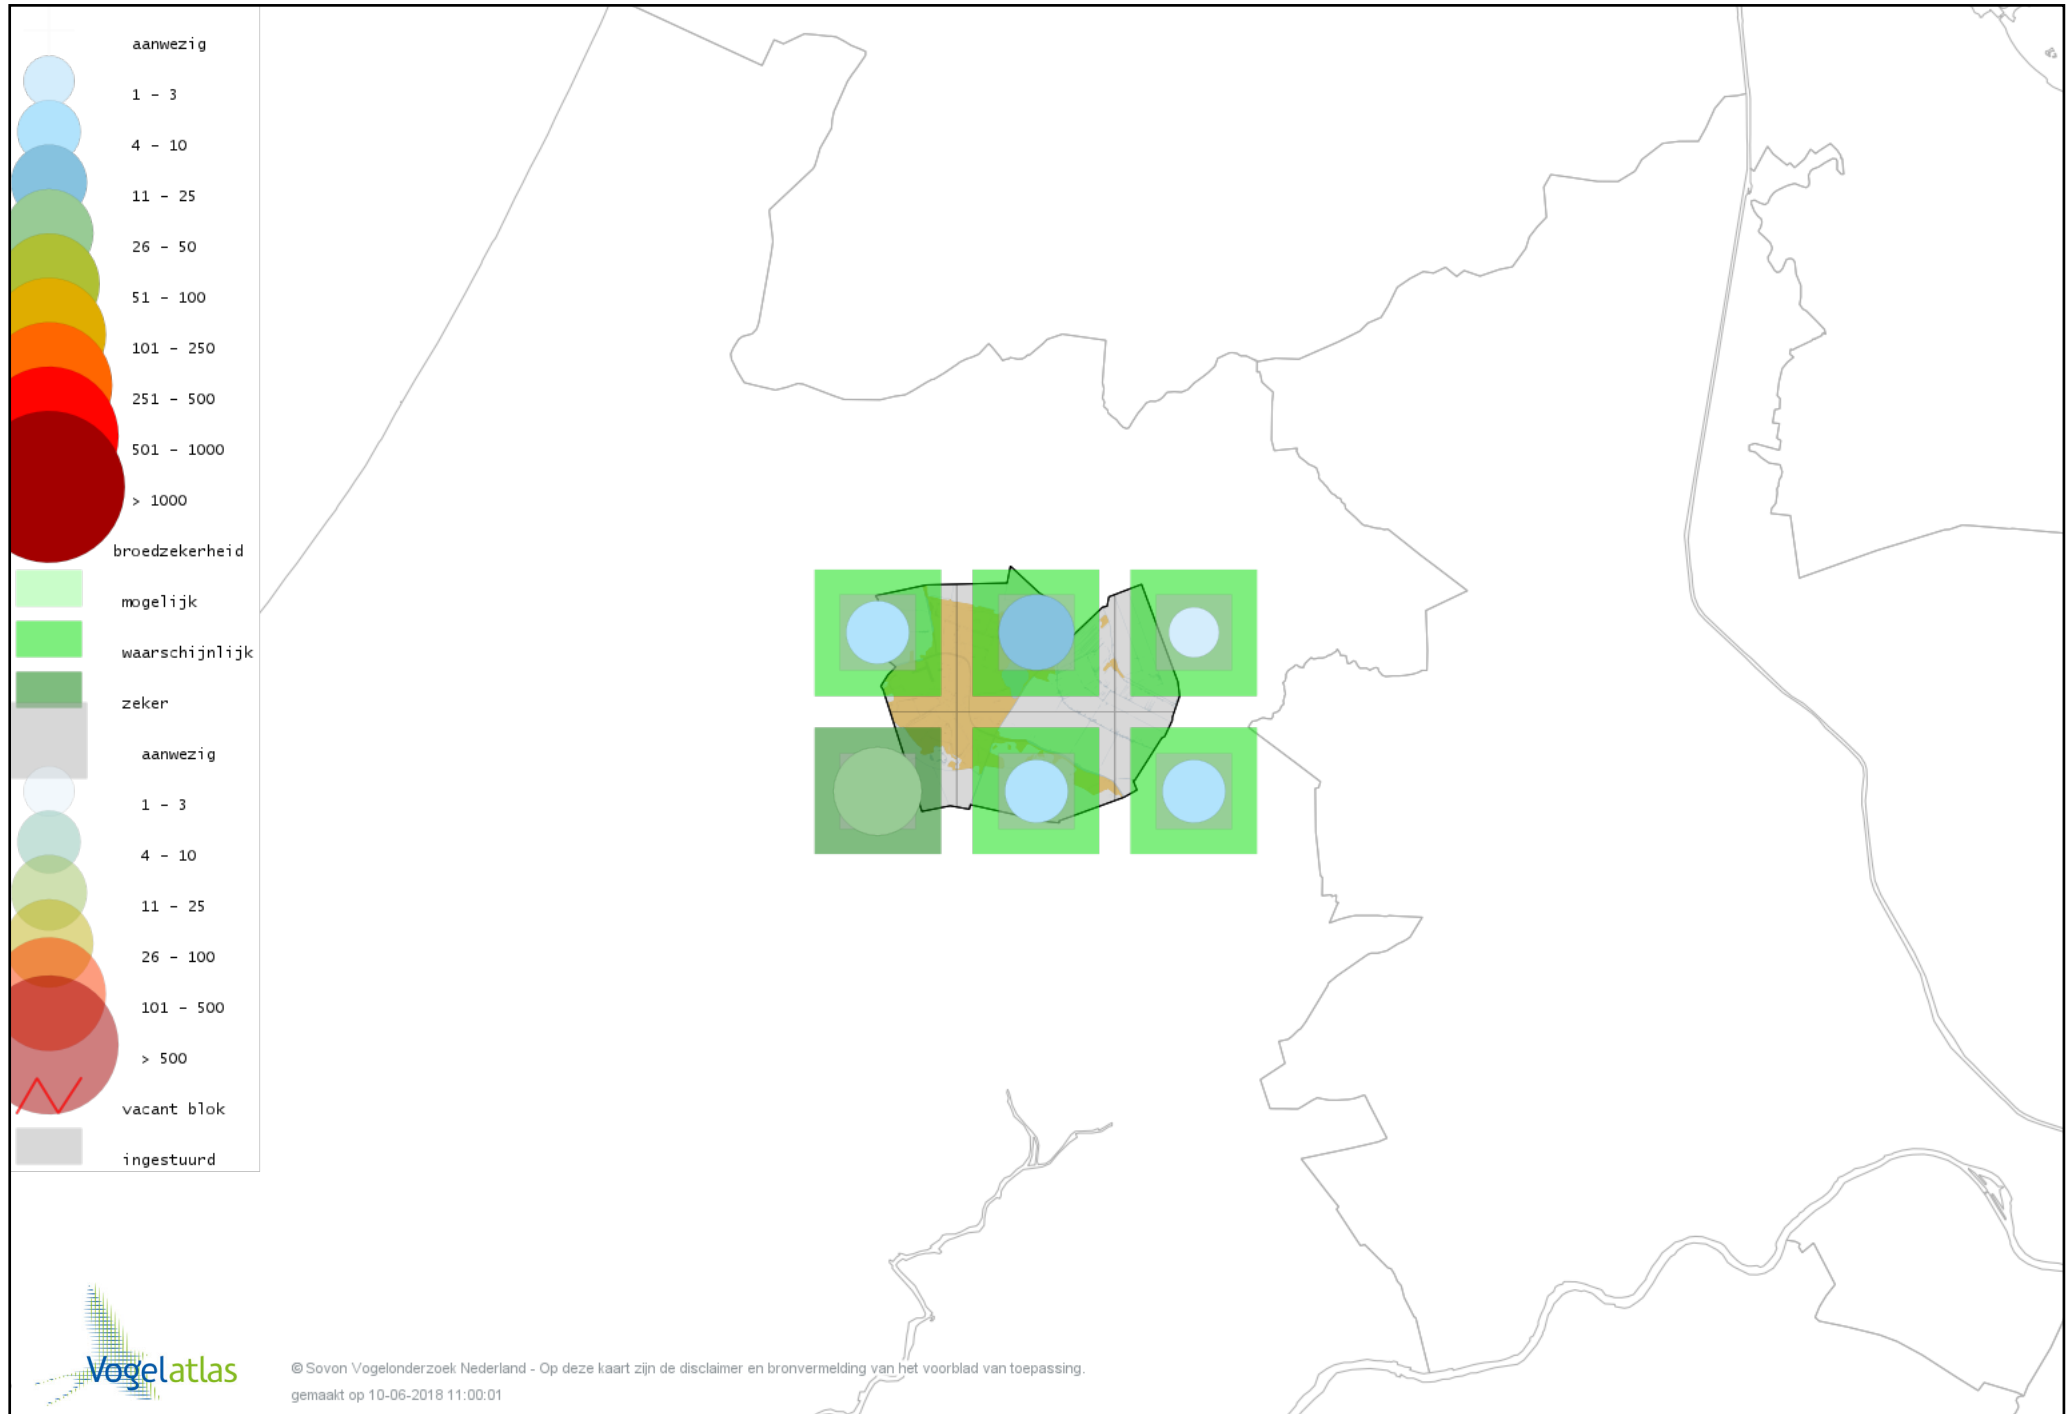 aanwezig
1 - 3
4 - 10
11 - 25
26 - 50
51 - 100
101 - 250
251 - 500
501 - 1000
> 1000
broedzekerheid
mogelijk
waarschijnlijk
zeker
aanwezig
1 - 3
4 - 10
11 - 25
26 - 100
101 - 500
> 500
vacant blok
ingestuurd
Vogelatlas
© Sovon Vogelonderzoek Nederland - Op deze kaart zijn de disclaimer en bronvermelding van het voorblad van toepassing.
gemaakt op 10-06-2018 11:00:01